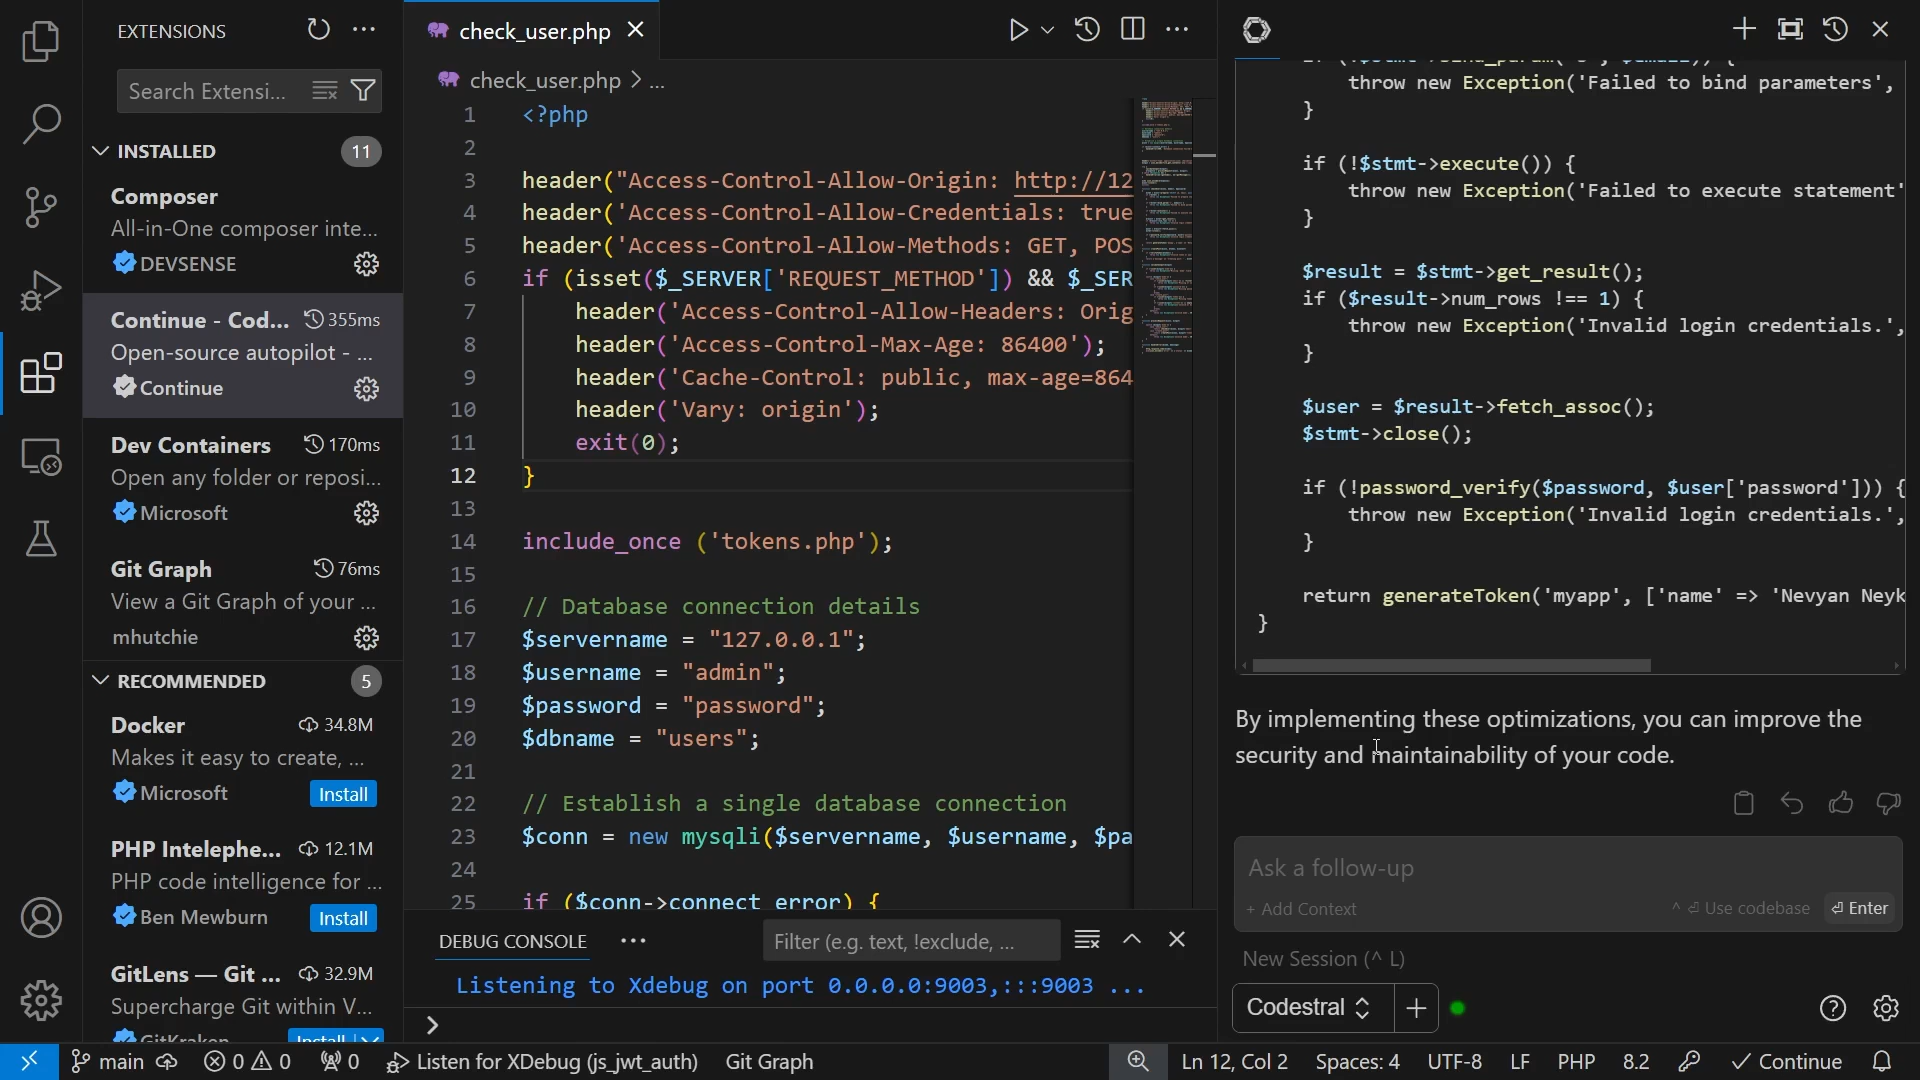 EXTENSIONS
Search Extensi...
INSTALLED
11
Composer
All-in-One composer inte...
DEVSENSE
Continue - Cod...
355ms
Open-source autopilot - ...
Continue
Dev Containers
170ms
Open any folder or reposi...
Microsoft
Git Graph
76ms
View a Git Graph of your ...
mhutchie
RECOMMENDED
5
Docker
34.8M
Makes it easy to create, ...
Microsoft
Install
PHP Intelephe...
12.1M
PHP code intelligence for ...
Ben Mewburn
Install
GitLens — Git ...
32.9M
Supercharge Git within V...
GitKraken
Install
check_user.php
check_user.php > ...
1 <?php
2
3 header("Access-Control-Allow-Origin: http://12
4 header('Access-Control-Allow-Credentials: true
5 header('Access-Control-Allow-Methods: GET, POS
6 if (isset($_SERVER['REQUEST_METHOD']) && $_SER
7 header('Access-Control-Allow-Headers: Orig
8 header('Access-Control-Max-Age: 86400');
9 header('Cache-Control: public, max-age=864
10 header('Vary: origin');
11 exit(0);
12 }
13
14 include_once ('tokens.php');
15
16 // Database connection details
17 $servername = "127.0.0.1";
18 $username = "admin";
19 $password = "password";
20 $dbname = "users";
21
22 // Establish a single database connection
23 $conn = new mysqli($servername, $username, $pa
24
25 if ($conn->connect_error) {
DEBUG CONSOLE
Filter (e.g. text, !exclude, ...
Listening to Xdebug on port 0.0.0.0:9003,:::9003 ...
throw new Exception('Failed to bind parameters',
}
if (!$stmt->execute()) {
throw new Exception('Failed to execute statement'
}
$result = $stmt->get_result();
if ($result->num_rows !== 1) {
throw new Exception('Invalid login credentials.',
}
$user = $result->fetch_assoc();
$stmt->close();
if (!password_verify($password, $user['password'])) {
throw new Exception('Invalid login credentials.',
}
return generateToken('myapp', ['name' => 'Nevyan Neyk
}
By implementing these optimizations, you can improve the
security and maintainability of your code.
Ask a follow-up
+ Add Context
^ ⏎ Use codebase
⏎ Enter
New Session (^ L)
Codestral
main
0
0
0
Listen for XDebug (js_jwt_auth)
Git Graph
Ln 12, Col 2
Spaces: 4
UTF-8
LF
PHP
8.2
Continue